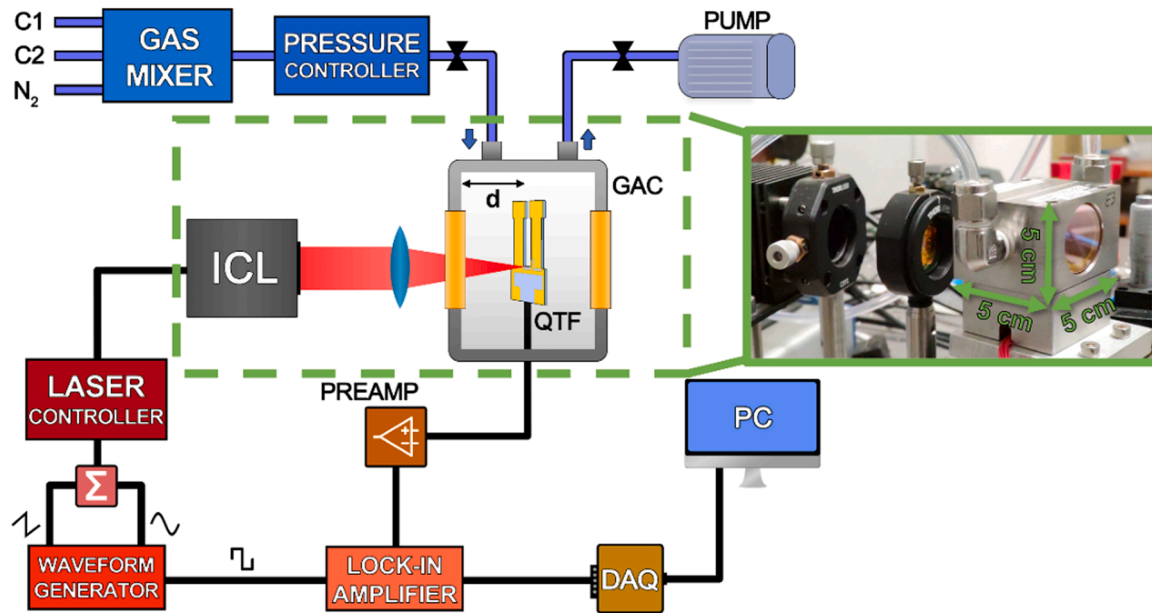 C1
C2
N2
GAS
MIXER
PRESSURE
CONTROLLER
PUMP
GAC
d
ICL
QTF
5 cm
5 cm
5 cm
LASER
CONTROLLER
PREAMP
PC
Σ
WAVEFORM
GENERATOR
LOCK-IN
AMPLIFIER
DAQ